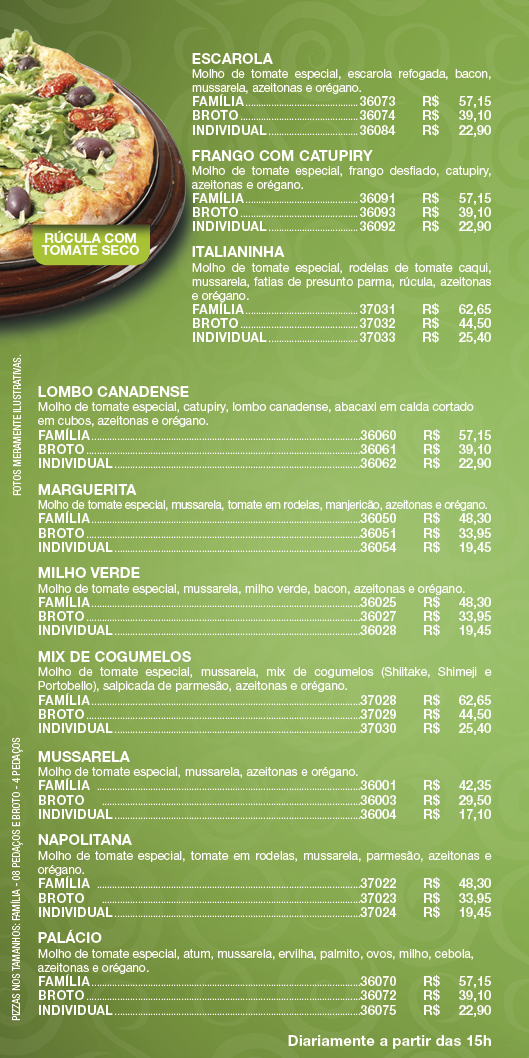 ESCAROLA
Molho de tomate especial, escarola refogada, bacon,
mussarela, azeitonas e orégano.
FAMÍLIA 36073 R$ 57,15
BROTO 36074 R$ 39,10
INDIVIDUAL 36084 R$ 22,90
FRANGO COM CATUPIRY
Molho de tomate especial, frango desfiado, catupiry,
azeitonas e orégano.
FAMÍLIA 36091 R$ 57,15
BROTO 36093 R$ 39,10
INDIVIDUAL 36092 R$ 22,90
RÚCULA COM
TOMATE SECO
ITALIANINHA
Molho de tomate especial, rodelas de tomate caqui,
mussarela, fatias de presunto parma, rúcula, azeitonas
e orégano.
FAMÍLIA 37031 R$ 62,65
BROTO 37032 R$ 44,50
INDIVIDUAL 37033 R$ 25,40
FOTOS MERAMENTE ILUSTRATIVAS.
LOMBO CANADENSE
Molho de tomate especial, catupiry, lombo canadense, abacaxi em calda cortado
em cubos, azeitonas e orégano.
FAMÍLIA 36060 R$ 57,15
BROTO 36061 R$ 39,10
INDIVIDUAL 36062 R$ 22,90
MARGUERITA
Molho de tomate especial, mussarela, tomate em rodelas, manjericão, azeitonas e orégano.
FAMÍLIA 36050 R$ 48,30
BROTO 36051 R$ 33,95
INDIVIDUAL 36054 R$ 19,45
MILHO VERDE
Molho de tomate especial, mussarela, milho verde, bacon, azeitonas e orégano.
FAMÍLIA 36025 R$ 48,30
BROTO 36027 R$ 33,95
INDIVIDUAL 36028 R$ 19,45
MIX DE COGUMELOS
Molho de tomate especial, mussarela, mix de cogumelos (Shiitake, Shimeji e
Portobello), salpicada de parmesão, azeitonas e orégano.
FAMÍLIA 37028 R$ 62,65
BROTO 37029 R$ 44,50
INDIVIDUAL 37030 R$ 25,40
MUSSARELA
Molho de tomate especial, mussarela, azeitonas e orégano.
FAMÍLIA 36001 R$ 42,35
BROTO 36003 R$ 29,50
INDIVIDUAL 36004 R$ 17,10
NAPOLITANA
Molho de tomate especial, tomate em rodelas, mussarela, parmesão, azeitonas e
orégano.
FAMÍLIA 37022 R$ 48,30
BROTO 37023 R$ 33,95
INDIVIDUAL 37024 R$ 19,45
PALÁCIO
Molho de tomate especial, atum, mussarela, ervilha, palmito, ovos, milho, cebola,
azeitonas e orégano.
FAMÍLIA 36070 R$ 57,15
BROTO 36072 R$ 39,10
INDIVIDUAL 36075 R$ 22,90
PIZZAS NOS TAMANHOS: FAMÍLIA - 08 PEDAÇOS E BROTO - 4 PEDAÇOS
Diariamente a partir das 15h